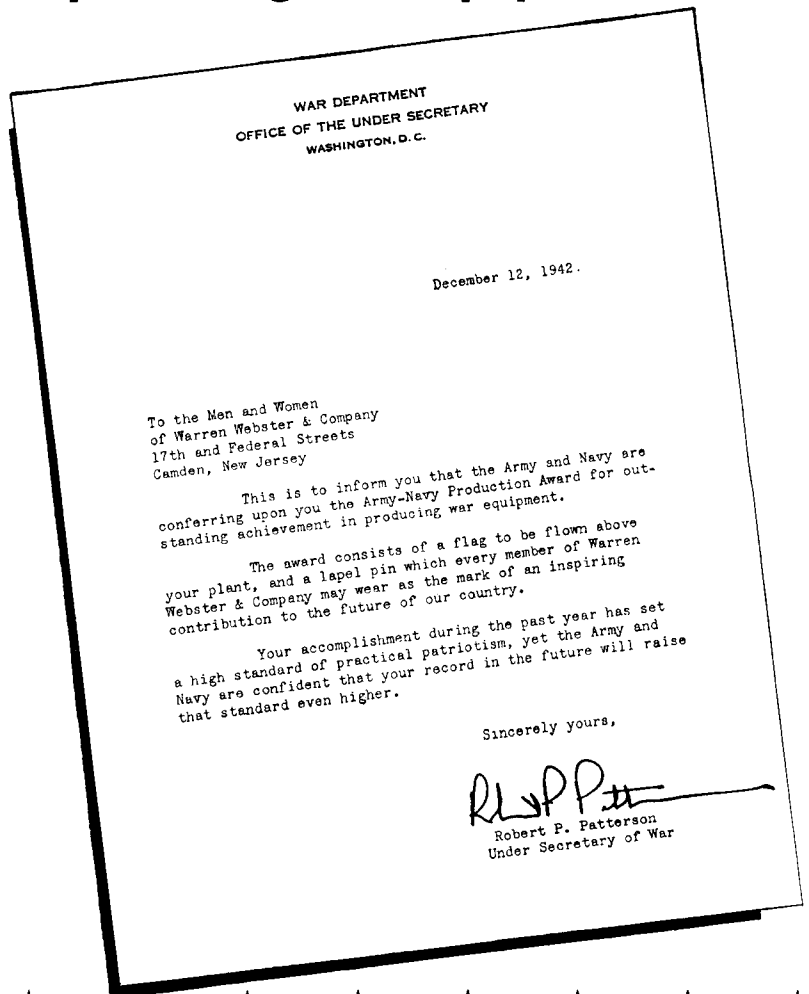 WAR DEPARTMENT
OFFICE OF THE UNDER SECRETARY
WASHINGTON, D. C.
December 12, 1942.
To the Men and Women
of Warren Webster & Company
17th and Federal Streets
Camden, New Jersey
This is to inform you that the Army and Navy are
conferring upon you the Army-Navy Production Award for out-
standing achievement in producing war equipment.
The award consists of a flag to be flown above
your plant, and a lapel pin which every member of Warren
Webster & Company may wear as the mark of an inspiring
contribution to the future of our country.
Your accomplishment during the past year has set
a high standard of practical patriotism, yet the Army and
Navy are confident that your record in the future will raise
that standard even higher.
Sincerely yours,
Robert P. Patterson
Robert P. Patterson
Under Secretary of War